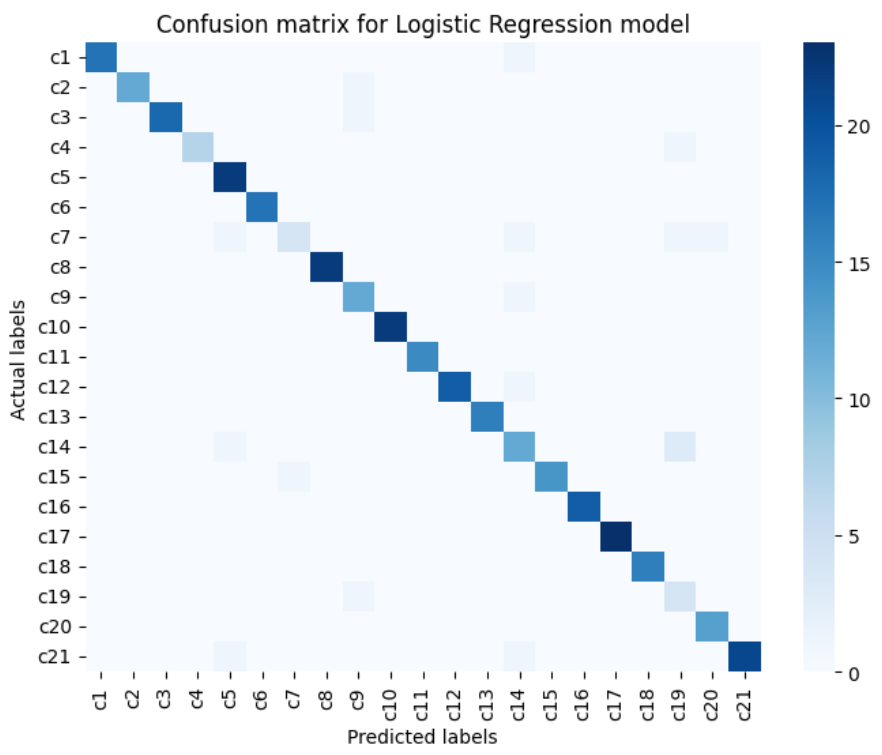 Confusion matrix for Logistic Regression model
Actual labels
c1
c2
c3
c4
c5
c6
c7
c8
c9
c10
c11
c12
c13
c14
c15
c16
c17
c18
c19
c20
c21
c1 c2 c3 c4 c5 c6 c7 c8 c9 c10 c11 c12 c13 c14 c15 c16 c17 c18 c19 c20 c21
Predicted labels
20
15
10
5
0